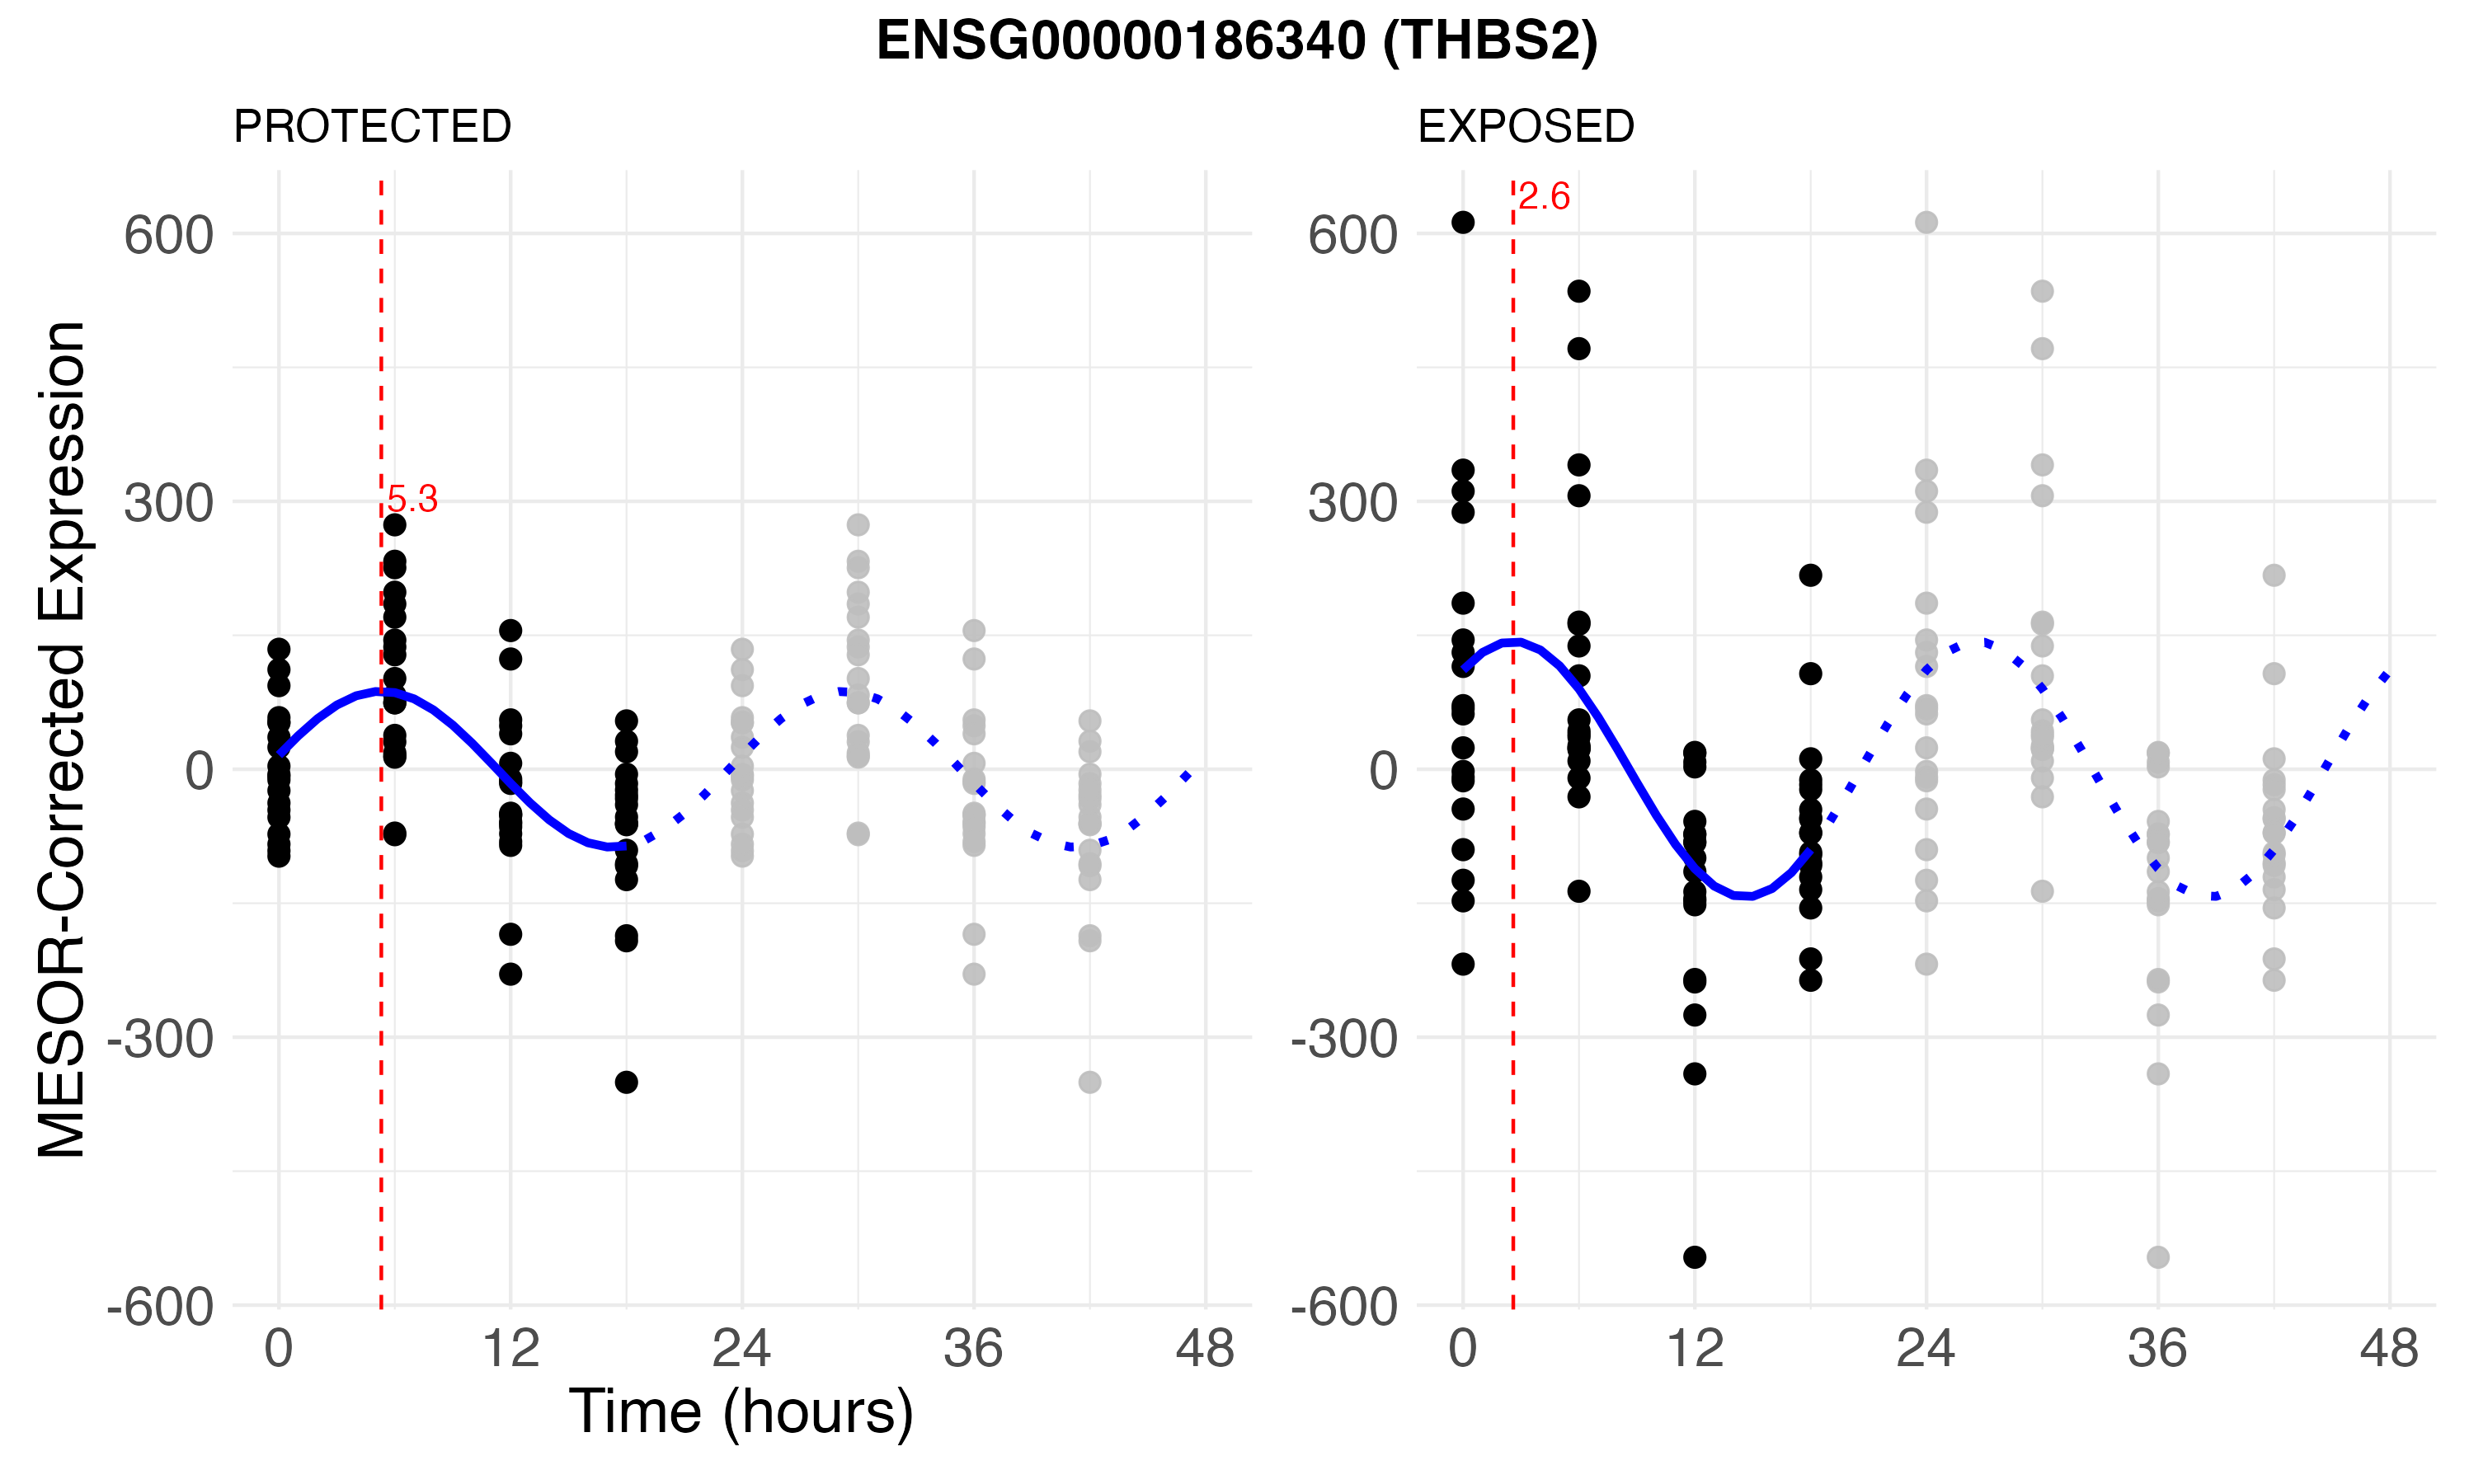 ENSG00000186340 (THBS2)
PROTECTED
EXPOSED
MESOR-Corrected Expression
600
300
0
-300
-600
5.3
0 12 24 36 48
600
300
0
-300
-600
2.6
0 12 24 36 48
Time (hours)